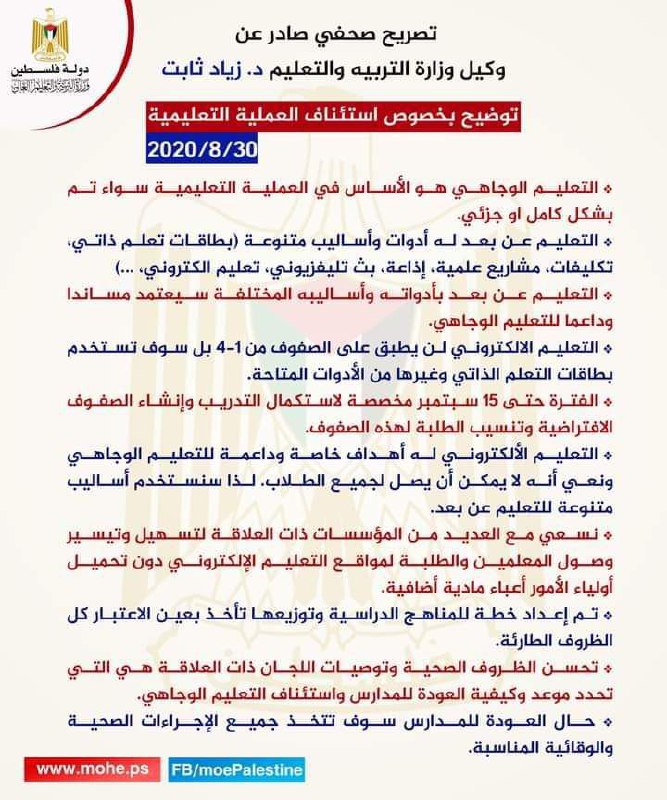 دولة فلسطين
وزارة التربية والتعليم العالي
تصريح صحفي صادر عن
وكيل وزارة التربيه والتعليم د. زياد ثابت
توضيح بخصوص استئناف العملية التعليمية
2020/8/30
❖ التعليم الوجاهي هو الأساس في العملية التعليمية سواء تم
بشكل كامل او جزئي.
❖ التعليم عن بعد له أدوات وأساليب متنوعة (بطاقات تعلم ذاتي،
تكليفات، مشاريع علمية، إذاعة، بث تليفزيوني، تعليم الكتروني، ...)
❖ التعليم عن بعد بأدواته وأساليبه المختلفة سيعتمد مساندا
وداعما للتعليم الوجاهي.
❖ التعليم الالكتروني لن يطبق على الصفوف من 1-4 بل سوف تستخدم
بطاقات التعلم الذاتي وغيرها من الأدوات المتاحة.
❖ الفترة حتى 15 سبتمبر مخصصة لاستكمال التدريب وإنشاء الصفوف
الافتراضية وتنسيب الطلبة لهذه الصفوف.
❖ التعليم الألكتروني له أهداف خاصة وداعمة للتعليم الوجاهي
ونعي أنه لا يمكن أن يصل لجميع الطلاب. لذا سنستخدم أساليب
متنوعة للتعليم عن بعد.
❖ نسعي مع العديد من المؤسسات ذات العلاقة لتسهيل وتيسير
وصول المعلمين والطلبة لمواقع التعليم الإلكتروني دون تحميل
أولياء الأمور أعباء مادية أضافية.
❖ تم إعداد خطة للمناهج الدراسية وتوزيعها تأخذ بعين الاعتبار كل
الظروف الطارئة.
❖ تحسن الظروف الصحية وتوصيات اللجان ذات العلاقة هي التي
تحدد موعد وكيفية العودة للمدارس واستئناف التعليم الوجاهي.
❖ حال العودة للمدارس سوف تتخذ جميع الإجراءات الصحية
والوقائية المناسبة.
www.mohe.ps
FB/moePalestine